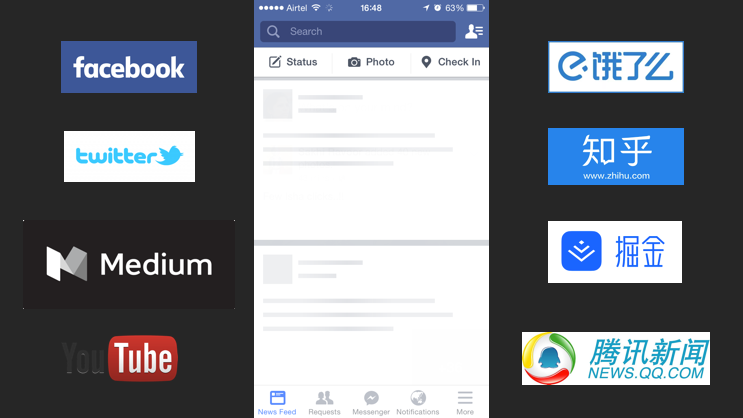 facebook
twitter
Medium
YouTube
Airtel 16:48 63%
Search
Status Photo Check In
News Feed Requests Messenger Notifications More
饿了么
知乎
www.zhihu.com
掘金
腾讯新闻
NEWS.QQ.COM